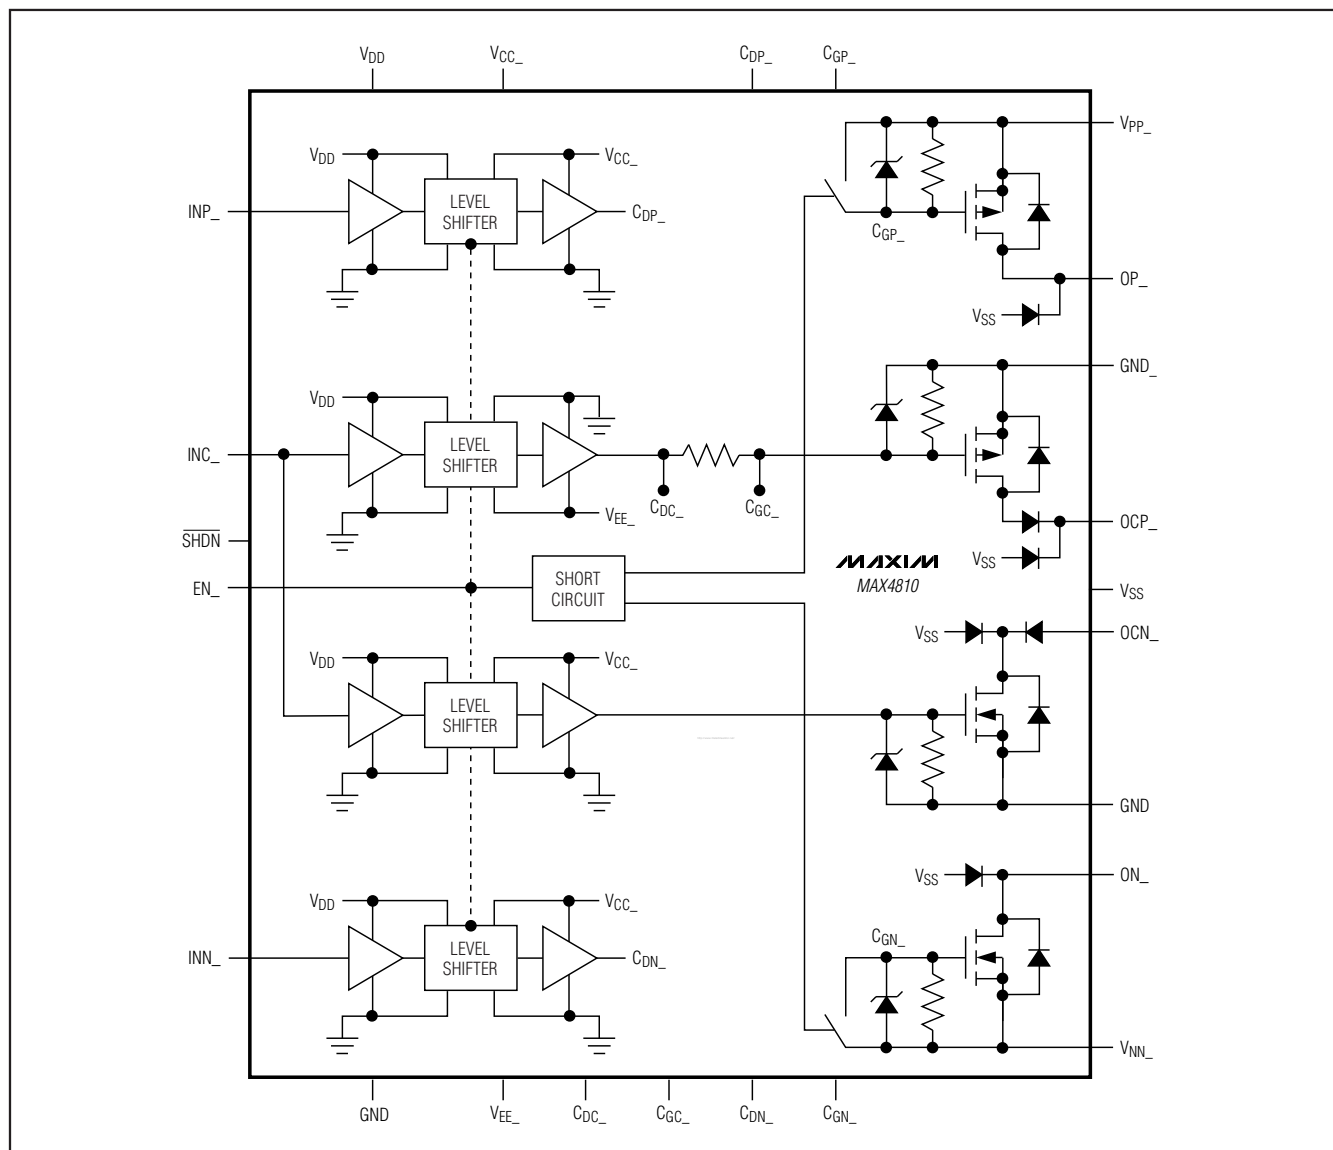 VDD
VCC_
CDP_
CGP_
VPP_
VDD
VCC_
INP_
LEVEL
SHIFTER
CDP_
CGP_
OP_
VSS
GND_
VDD
INC_
LEVEL
SHIFTER
CDC_
CGC_
VEE_
OCP_
SHDN
VSS
MAXIM
MAX4810
EN_
SHORT
CIRCUIT
VSS
VSS
OCN_
VDD
VCC_
LEVEL
SHIFTER
GND
VSS
ON_
VDD
VCC_
CGN_
INN_
LEVEL
SHIFTER
CDN_
VNN_
GND
VEE_
CDC_
CGC_
CDN_
CGN_